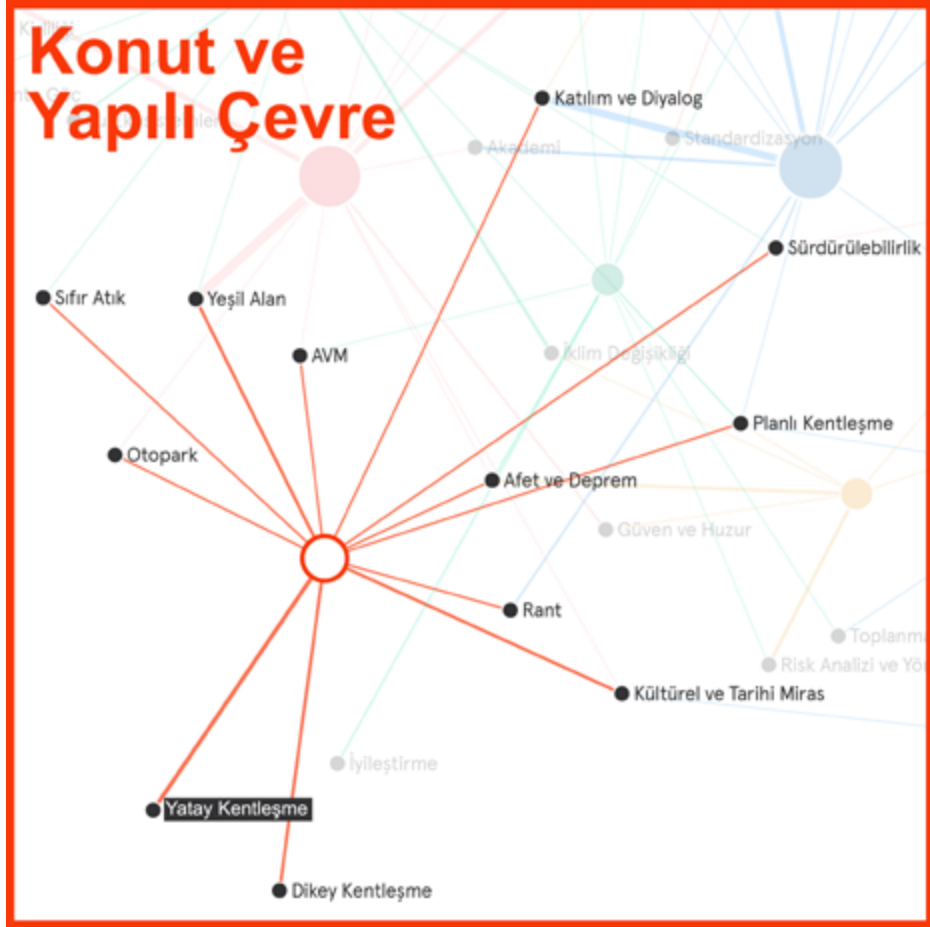 Konut ve
Yapılı Çevre
Katılım ve Diyalog
Standardizasyon
Akademi
Sürdürülebilirlik
Sıfır Atık
Yeşil Alan
AVM
İklim Değişikliği
Planlı Kentleşme
Otopark
Afet ve Deprem
Güven ve Huzur
Rant
Risk Analizi ve
Kültürel ve Tarihi Miras
İyileştirme
Yatay Kentleşme
Dikey Kentleşme